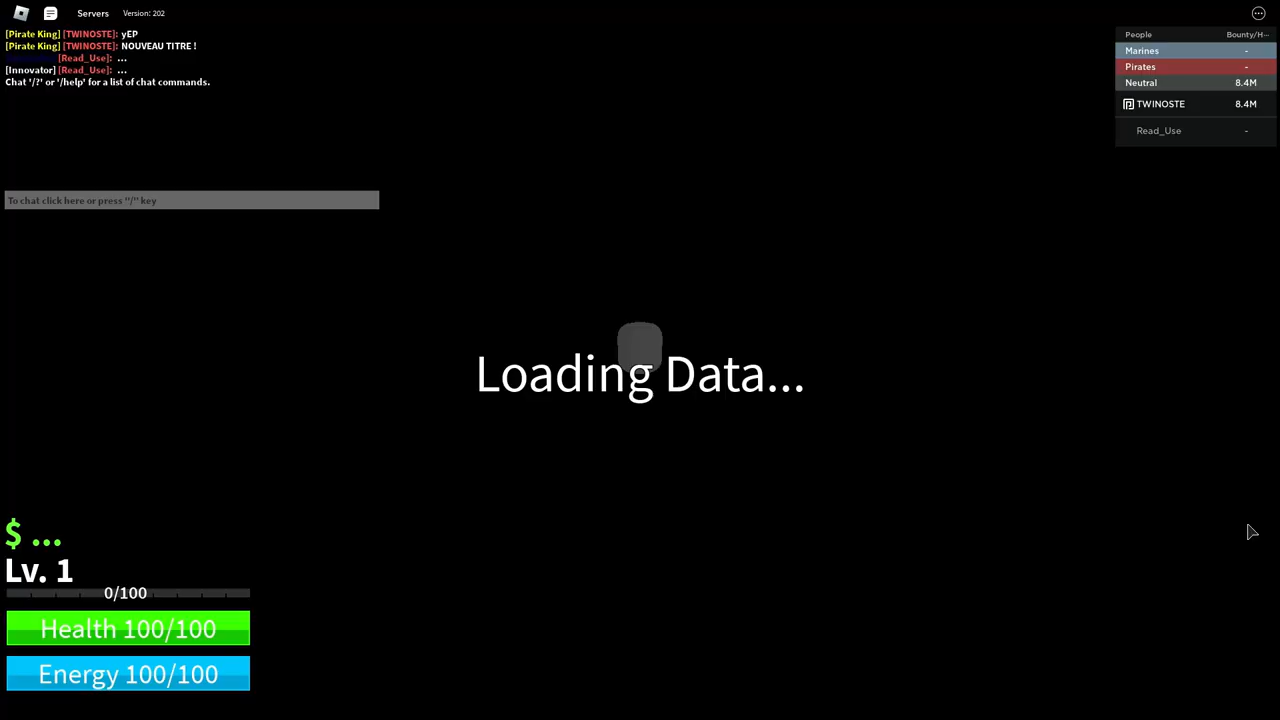 Servers Version: 202
[Pirate King] [TWINOSTE]: yEP
[Pirate King] [TWINOSTE]: NOUVEAU TITRE !
[Read_Use]: ...
[Innovator] [Read_Use]: ...
Chat '/?' or '/help' for a list of chat commands.
To chat click here or press "/" key
People Bounty/H...
Marines -
Pirates -
Neutral 8.4M
TWINOSTE 8.4M
Read_Use -
Loading Data...
$ ...
Lv. 1
0/100
Health 100/100
Energy 100/100